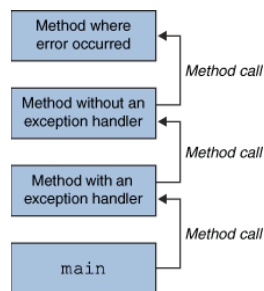 Method where
error occurred
Method call
Method without an
exception handler
Method call
Method with an
exception handler
Method call
main